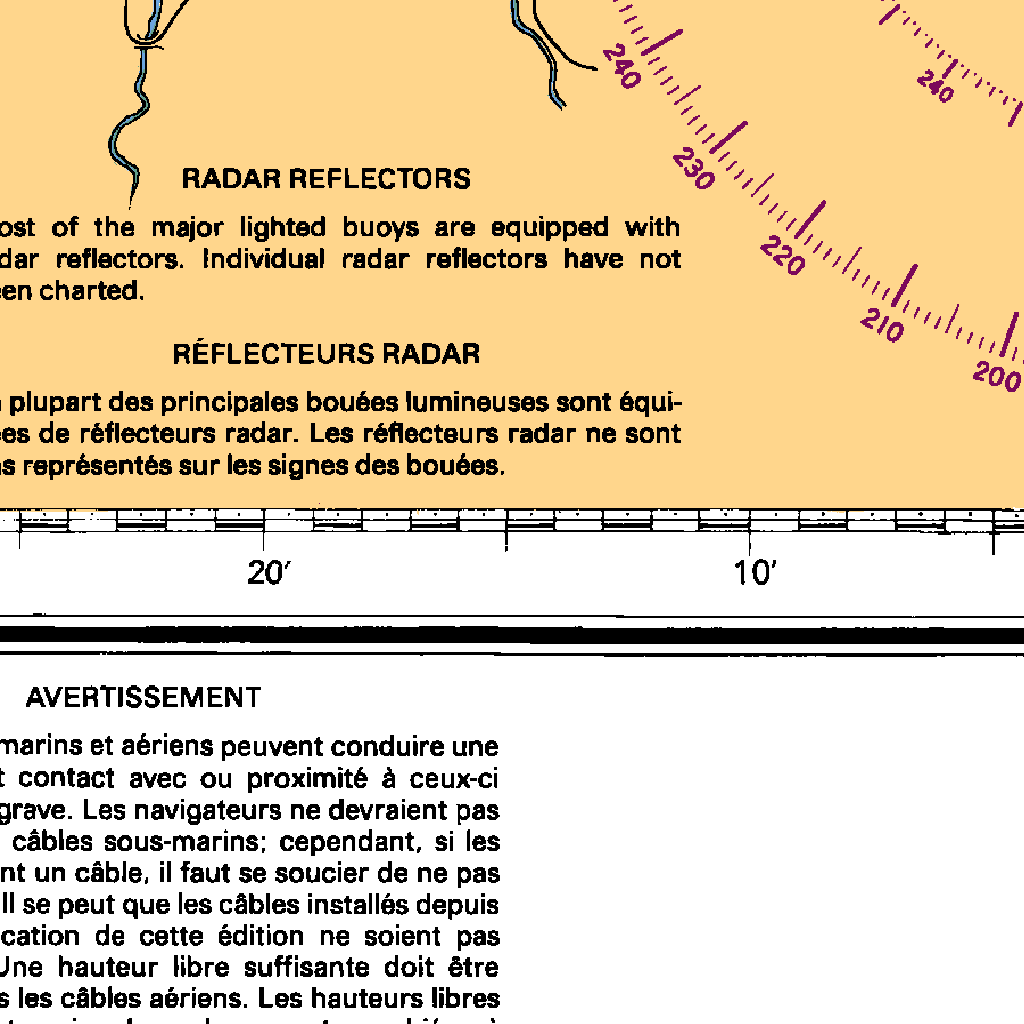 240
240
230
220
210
200
RADAR REFLECTORS
ost of the major lighted buoys are equipped with
dar reflectors. Individual radar reflectors have not
en charted.
RÉFLECTEURS RADAR
plupart des principales bouées lumineuses sont équi-
es de réflecteurs radar. Les réflecteurs radar ne sont
s représentés sur les signes des bouées.
20′
10′
AVERTISSEMENT
marins et aériens peuvent conduire une
t contact avec ou proximité à ceux-ci
grave. Les navigateurs ne devraient pas
câbles sous-marins; cependant, si les
nt un câble, il faut se soucier de ne pas
Il se peut que les câbles installés depuis
cation de cette édition ne soient pas
Une hauteur libre suffisante doit être
s les câbles aériens. Les hauteurs libres